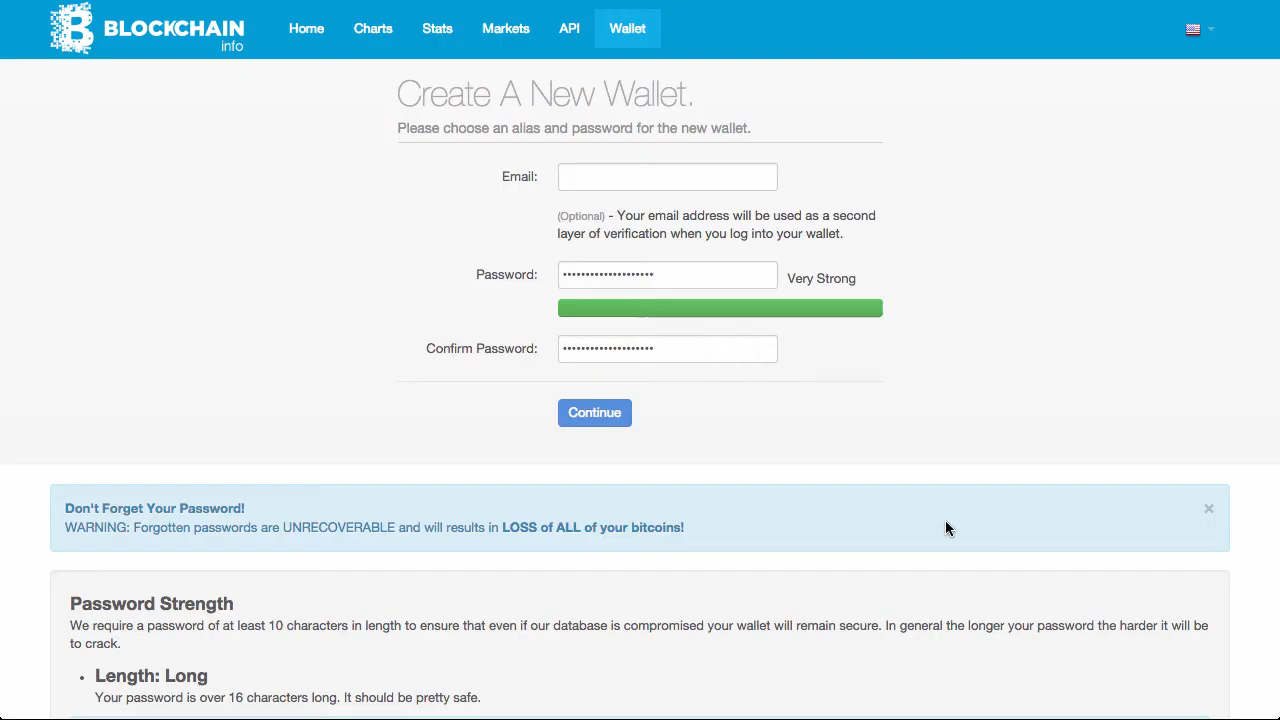 BLOCKCHAIN
info
Home Charts Stats Markets API Wallet
Create A New Wallet.
Please choose an alias and password for the new wallet.
Email:
(Optional) - Your email address will be used as a second
layer of verification when you log into your wallet.
Password:
Very Strong
Confirm Password:
Continue
Don't Forget Your Password!
WARNING: Forgotten passwords are UNRECOVERABLE and will results in LOSS of ALL of your bitcoins!
Password Strength
We require a password of at least 10 characters in length to ensure that even if our database is compromised your wallet will remain secure. In general the longer your password the harder it will be
to crack.
Length: Long
Your password is over 16 characters long. It should be pretty safe.